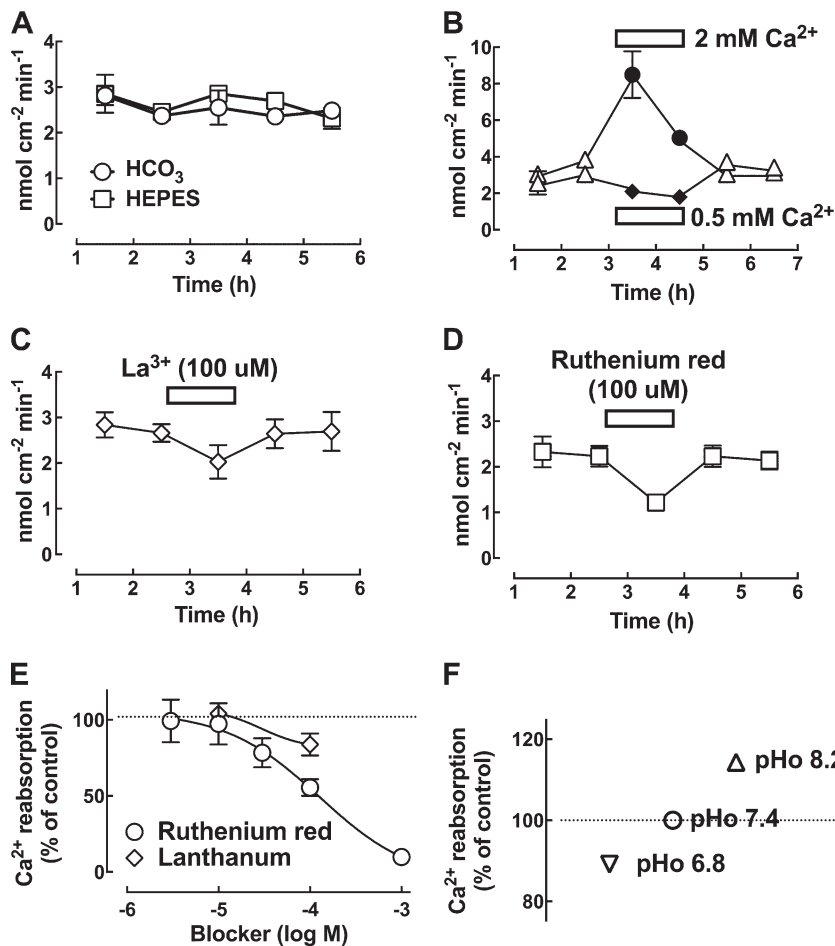 A
nmol cm⁻² min⁻¹
4
3
2
1
0
HCO₃
HEPES
1 2 3 4 5 6
Time (h)
B
nmol cm⁻² min⁻¹
10
8
6
4
2
0
2 mM Ca²⁺
0.5 mM Ca²⁺
1 2 3 4 5 6 7
Time (h)
C
nmol cm⁻² min⁻¹
4
3
2
1
0
La³⁺ (100 uM)
1 2 3 4 5 6
Time (h)
D
nmol cm⁻² min⁻¹
4
3
2
1
0
Ruthenium red
(100 uM)
1 2 3 4 5 6
Time (h)
E
Ca²⁺ reabsorption
(% of control)
100
50
0
Ruthenium red
Lanthanum
-6 -5 -4 -3
Blocker (log M)
F
Ca²⁺ reabsorption
(% of control)
120
100
80
pHo 8.2
pHo 7.4
pHo 6.8